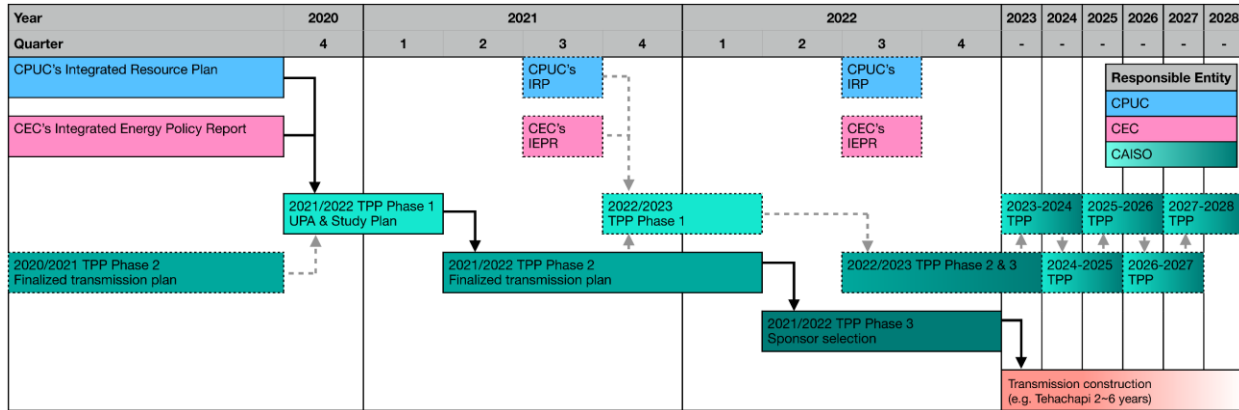 Year 2020 2021 2022 2023 2024 2025 2026 2027 2028
Quarter 4 1 2 3 4 1 2 3 4 - - - - - -
CPUC's Integrated Resource Plan
CPUC's
IRP
CPUC's
IRP
Responsible Entity
CPUC
CEC
CAISO
CEC's Integrated Energy Policy Report
CEC's
IEPR
CEC's
IEPR
2021/2022 TPP Phase 1
UPA & Study Plan
2022/2023
TPP Phase 1
2023-2024
TPP
2025-2026
TPP
2027-2028
TPP
2020/2021 TPP Phase 2
Finalized transmission plan
2021/2022 TPP Phase 2
Finalized transmission plan
2022/2023 TPP Phase 2 & 3
2024-2025
TPP
2026-2027
TPP
2021/2022 TPP Phase 3
Sponsor selection
Transmission construction
(e.g. Tehachapi 2~6 years)